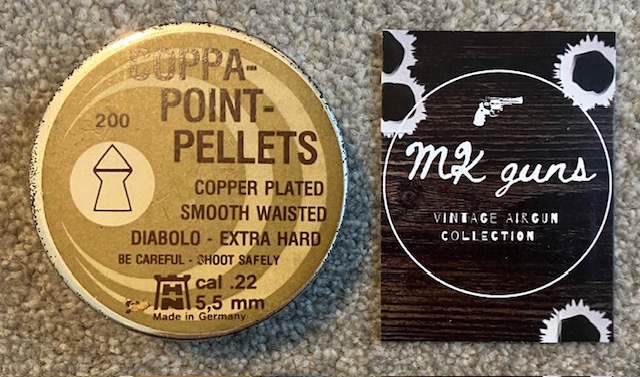 COPPA-
POINT-
PELLETS
200
COPPER PLATED
SMOOTH WAISTED
DIABOLO - EXTRA HARD
BE CAREFUL - SHOOT SAFELY
HN
cal .22
5,5 mm
Made in Germany
MK guns
VINTAGE AIRGUN
COLLECTION